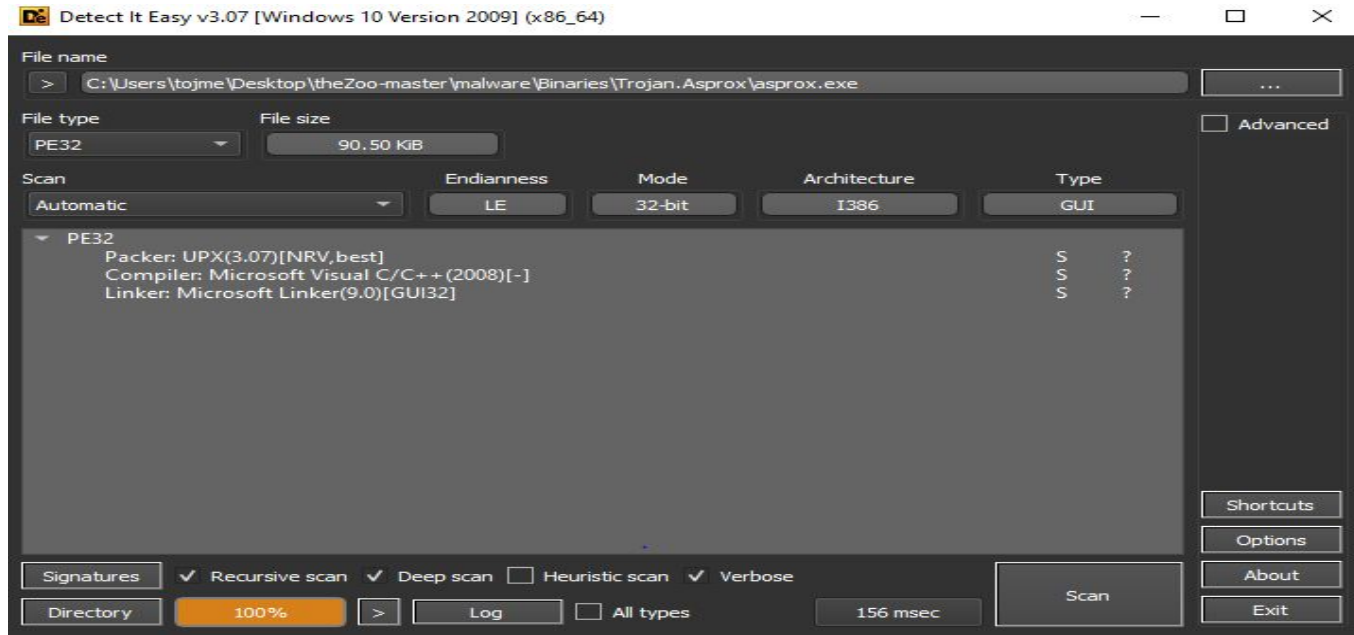 Detect It Easy v3.07 [Windows 10 Version 2009] (x86_64)
File name
> C:\Users\tojme\Desktop\theZoo-master\malware\Binaries\Trojan.Asprox\asprox.exe ...
File type File size Advanced
PE32 90.50 KiB
Scan Endianness Mode Architecture Type
Automatic LE 32-bit I386 GUI
PE32
Packer: UPX(3.07)[NRV,best] S ?
Compiler: Microsoft Visual C/C++(2008)[-] S ?
Linker: Microsoft Linker(9.0)[GUI32] S ?
Shortcuts
Options
Signatures Recursive scan Deep scan Heuristic scan Verbose Scan About
Directory 100% > Log All types 156 msec Exit